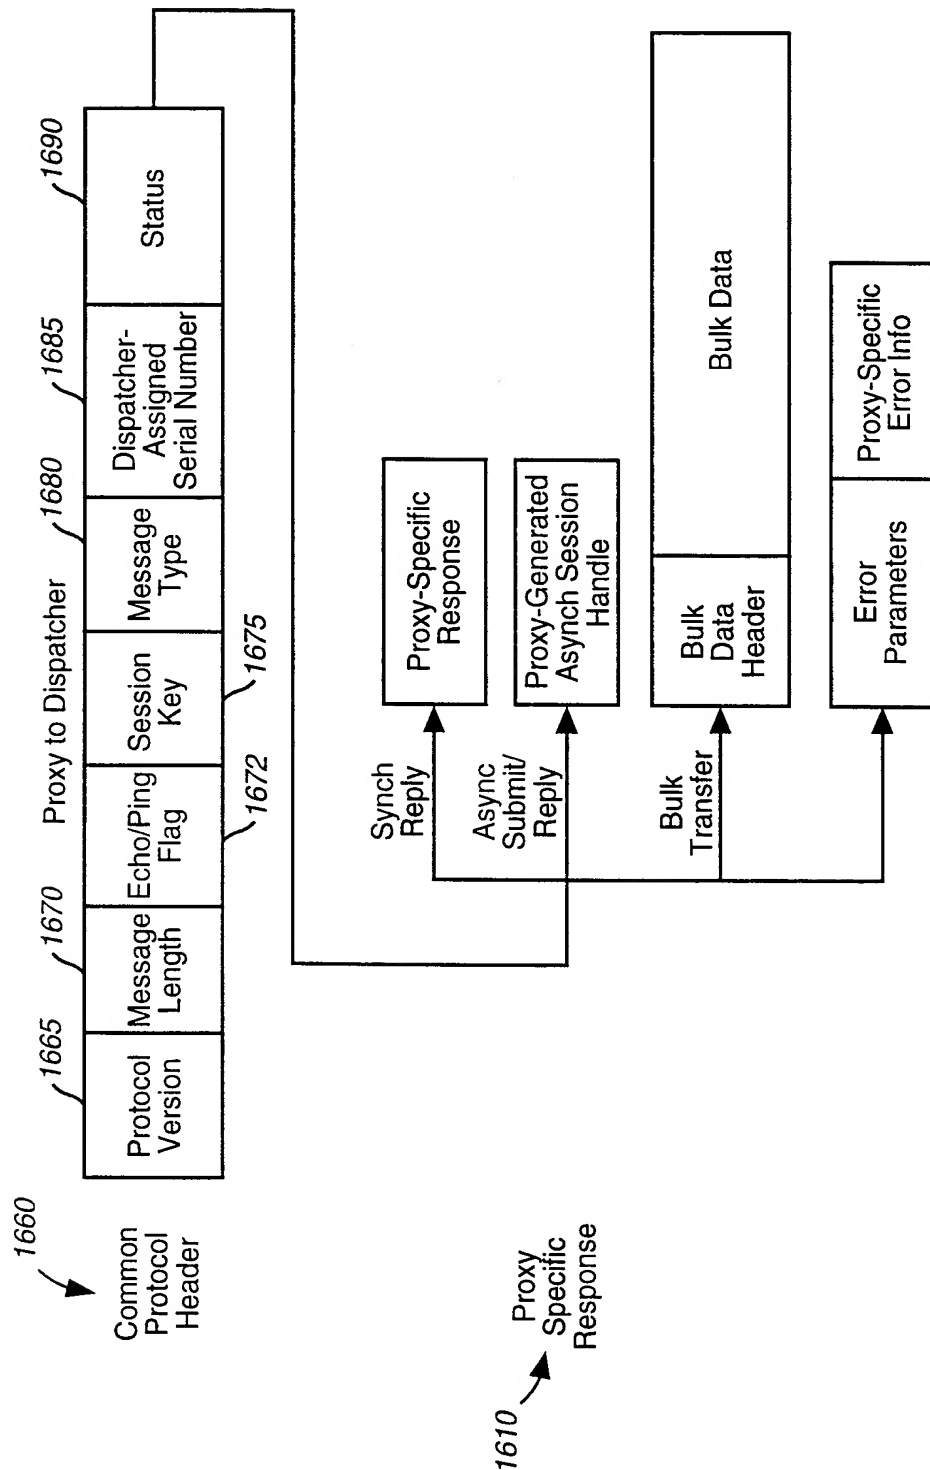 Proxy to Dispatcher
1660
Common
Protocol
Header
1665
1670
1680
1685
1690
Protocol
Version
Message
Length
Echo/Ping
Flag
Session
Key
Message
Type
Dispatcher-
Assigned
Serial Number
Status
1672
1675
1610
Proxy
Specific
Response
Synch
Reply
Proxy-Specific
Response
Async
Submit/
Reply
Proxy-Generated
Asynch Session
Handle
Bulk
Transfer
Bulk
Data
Header
Bulk Data
Error
Parameters
Proxy-Specific
Error Info